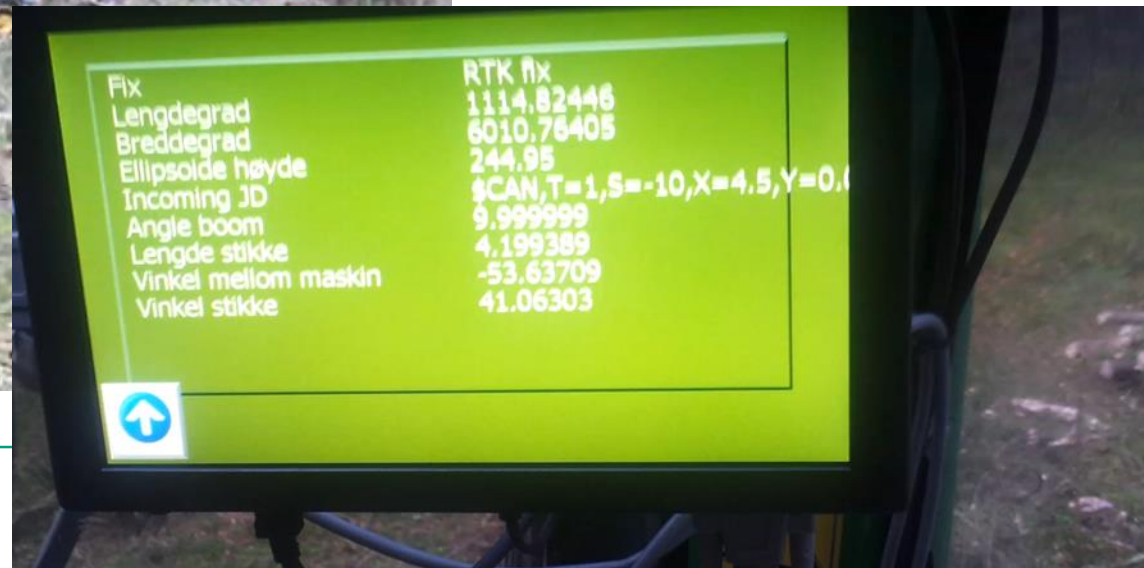 Fix RTK fix
Lengdegrad 1114.82446
Breddegrad 6010.76405
Ellipsoide høyde 244.95
Incoming JD $CAN,T=1,S=-10,X=4.5,Y=0.
Angle boom 9.999999
Lengde stikke 4.199389
Vinkel mellom maskin -53.63709
Vinkel stikke 41.06303